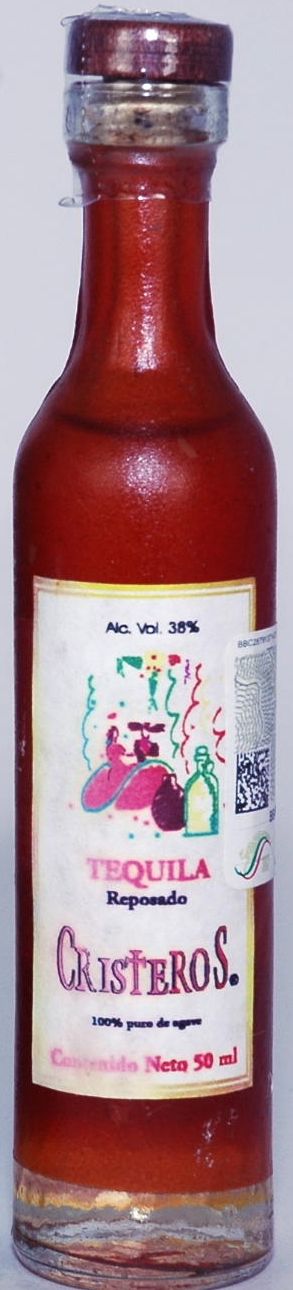 Alc. Vol. 38%
TEQUILA
Reposado
CRISTEROS®
100% puro de agave
Contenido Neto 50 ml